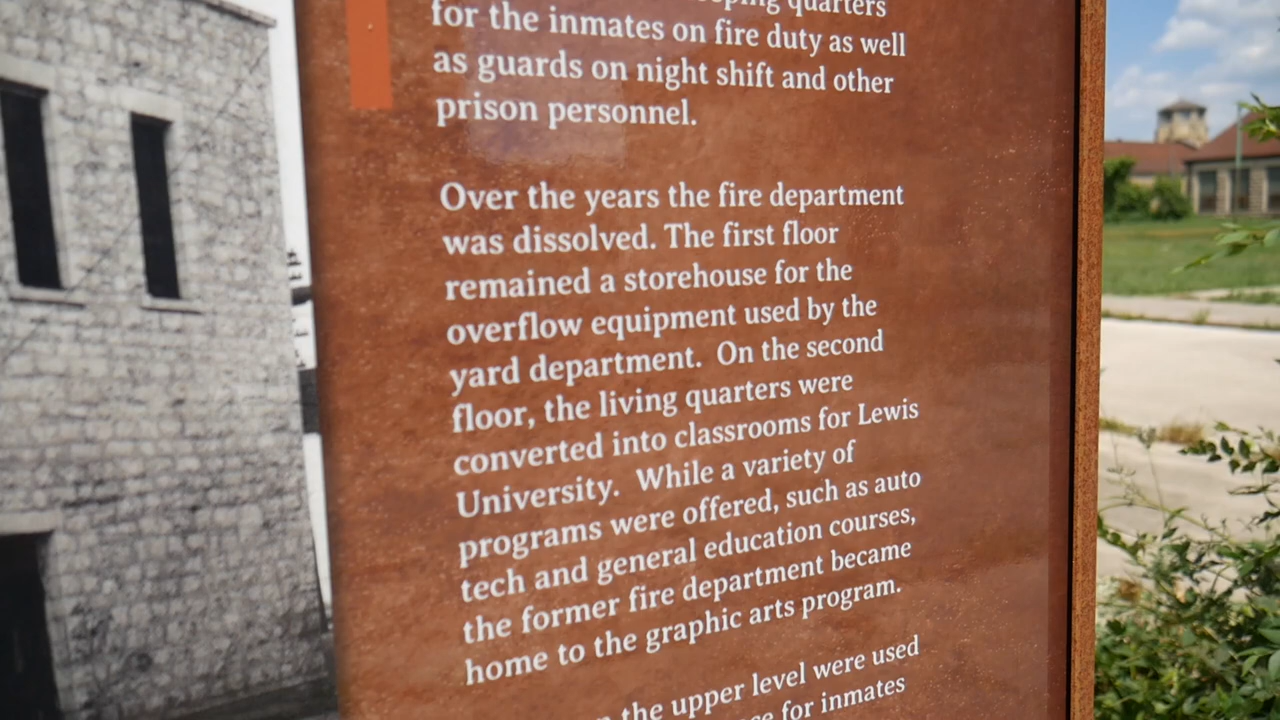 quarters
for the inmates on fire duty as well
as guards on night shift and other
prison personnel.
Over the years the fire department
was dissolved. The first floor
remained a storehouse for the
overflow equipment used by the
yard department. On the second
floor, the living quarters were
converted into classrooms for Lewis
University. While a variety of
programs were offered, such as auto
tech and general education courses,
the former fire department became
home to the graphic arts program.
the upper level were used
for inmates